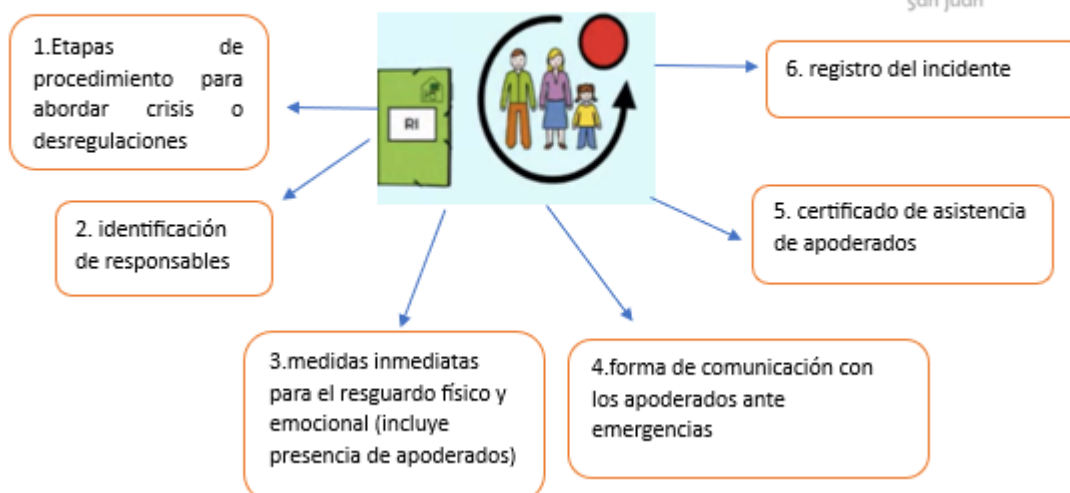 san juan
1.Etapas de
procedimiento para
abordar crisis o
desregulaciones
RI
6. registro del incidente
2. identificación
de responsables
5. certificado de asistencia
de apoderados
3.medidas inmediatas
para el resguardo físico y
emocional (incluye
presencia de apoderados)
4.forma de comunicación con
los apoderados ante
emergencias